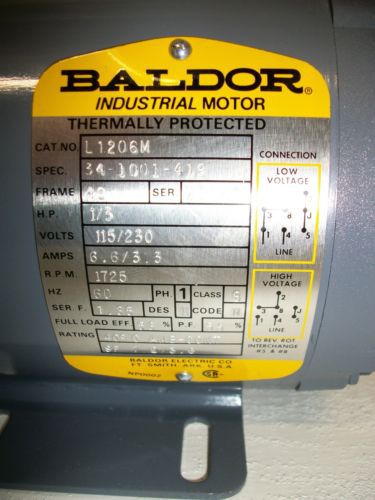 BALDOR®
INDUSTRIAL MOTOR
THERMALLY PROTECTED
CAT.NO. L1206M
SPEC. 34-1001-419
FRAME SER.
H.P. 1/3
VOLTS 115/230
AMPS 6.6/3.3
R.P.M. 1725
HZ 60 PH. 1 CLASS
SER. F. 1.35 DES CODE
FULL LOAD EFF P.F.
RATING
BALDOR ELECTRIC CO.
FT. SMITH, ARK. U.S.A.
NP0002
CONNECTION
LOW
VOLTAGE
3 8 J
1 4 5
LINE
HIGH
VOLTAGE
2
3 8 J
1 4 5
LINE
TO REV. ROT
INTERCHANGE
#5 & #8